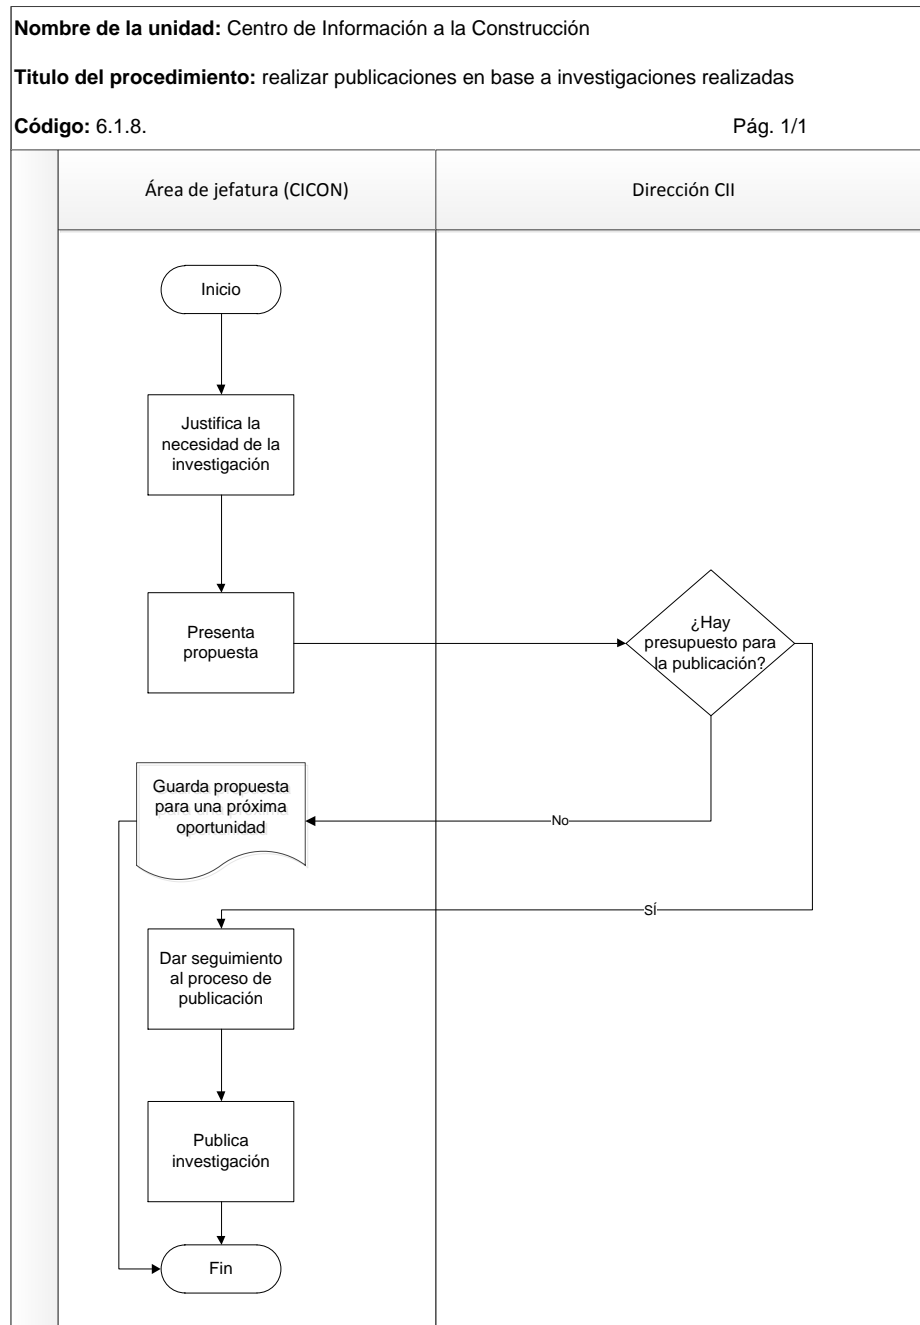 Nombre de la unidad: Centro de Información a la Construcción
Titulo del procedimiento: realizar publicaciones en base a investigaciones realizadas
Código: 6.1.8. Pág. 1/1
Área de jefatura (CICON) Dirección CII
Inicio
Justifica la
necesidad de la
investigación
Presenta
propuesta
¿Hay
presupuesto para
la publicación?
Guarda propuesta
para una próxima
oportunidad
No
SÍ
Dar seguimiento
al proceso de
publicación
Publica
investigación
Fin